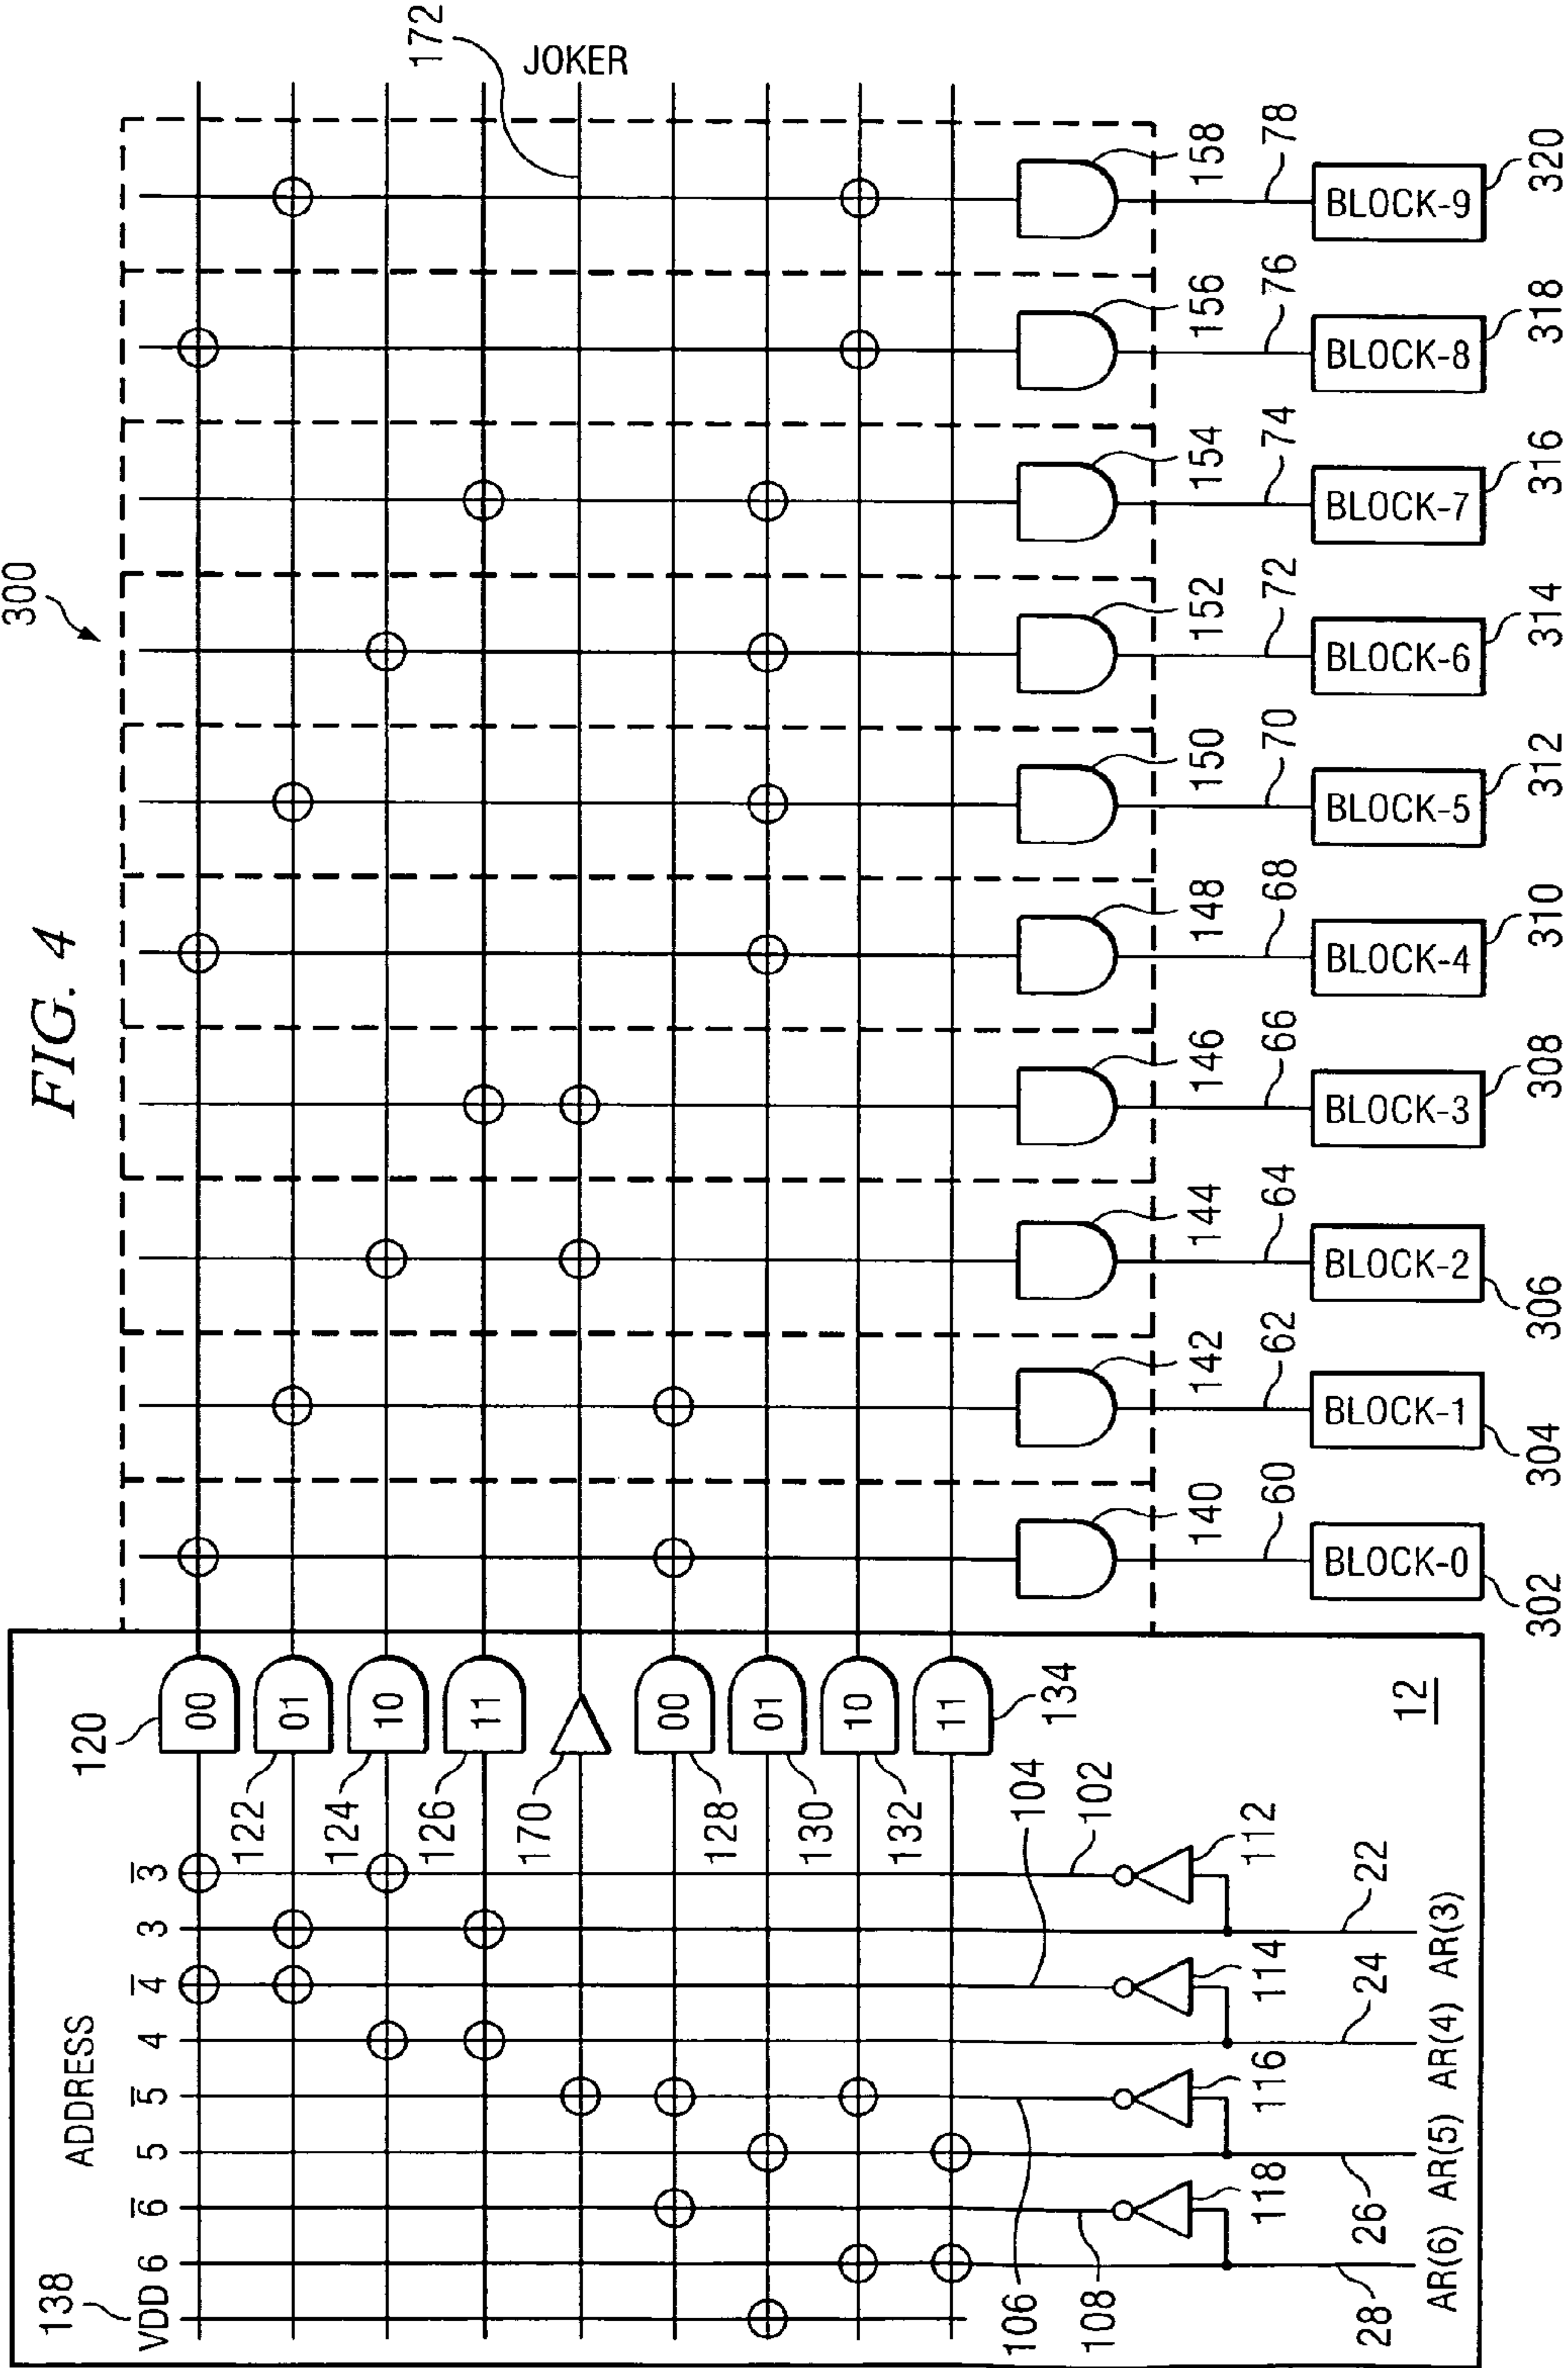 FIG. 4
300
172
JOKER
138
ADDRESS
VDD 6 6̅ 5 5̅ 4 4̅ 3 3̅
120
00
122
01
124
10
126
11
170
128
00
130
01
132
10
134
11
102
104
106
108
112
114
116
118
28 26 24 22
AR(6) AR(5) AR(4) AR(3)
12
140 142 144 146 148 150 152 154 156 158
60 62 64 66 68 70 72 74 76 78
BLOCK-0 BLOCK-1 BLOCK-2 BLOCK-3 BLOCK-4 BLOCK-5 BLOCK-6 BLOCK-7 BLOCK-8 BLOCK-9
302 304 306 308 310 312 314 316 318 320